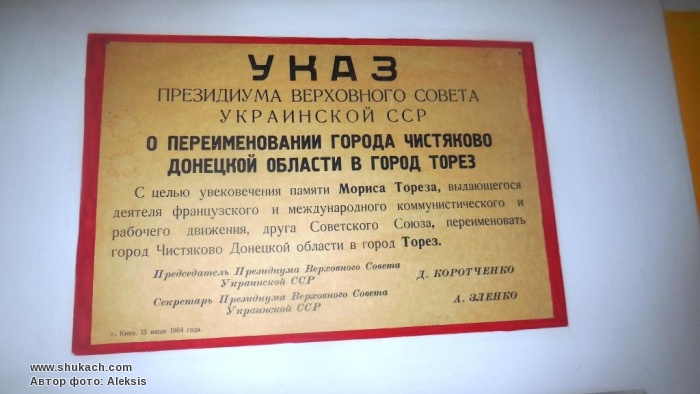 УКАЗ
ПРЕЗИДИУМА ВЕРХОВНОГО СОВЕТА
УКРАИНСКОЙ ССР
О ПЕРЕИМЕНОВАНИИ ГОРОДА ЧИСТЯКОВО
ДОНЕЦКОЙ ОБЛАСТИ В ГОРОД ТОРЕЗ
С целью увековечения памяти Мориса Тореза, выдающегося
деятеля французского и международного коммунистического и
рабочего движения, друга Советского Союза, переименовать
город Чистяково Донецкой области в город Торез.
Председатель Президиума Верховного Совета
Украинской ССР
Д. КОРОТЧЕНКО
Секретарь Президиума Верховного Совета
Украинской ССР
А. ЗЛЕНКО
г. Киев, 15 июля 1964 года.
www.shukach.com
Автор фото: Aleksis